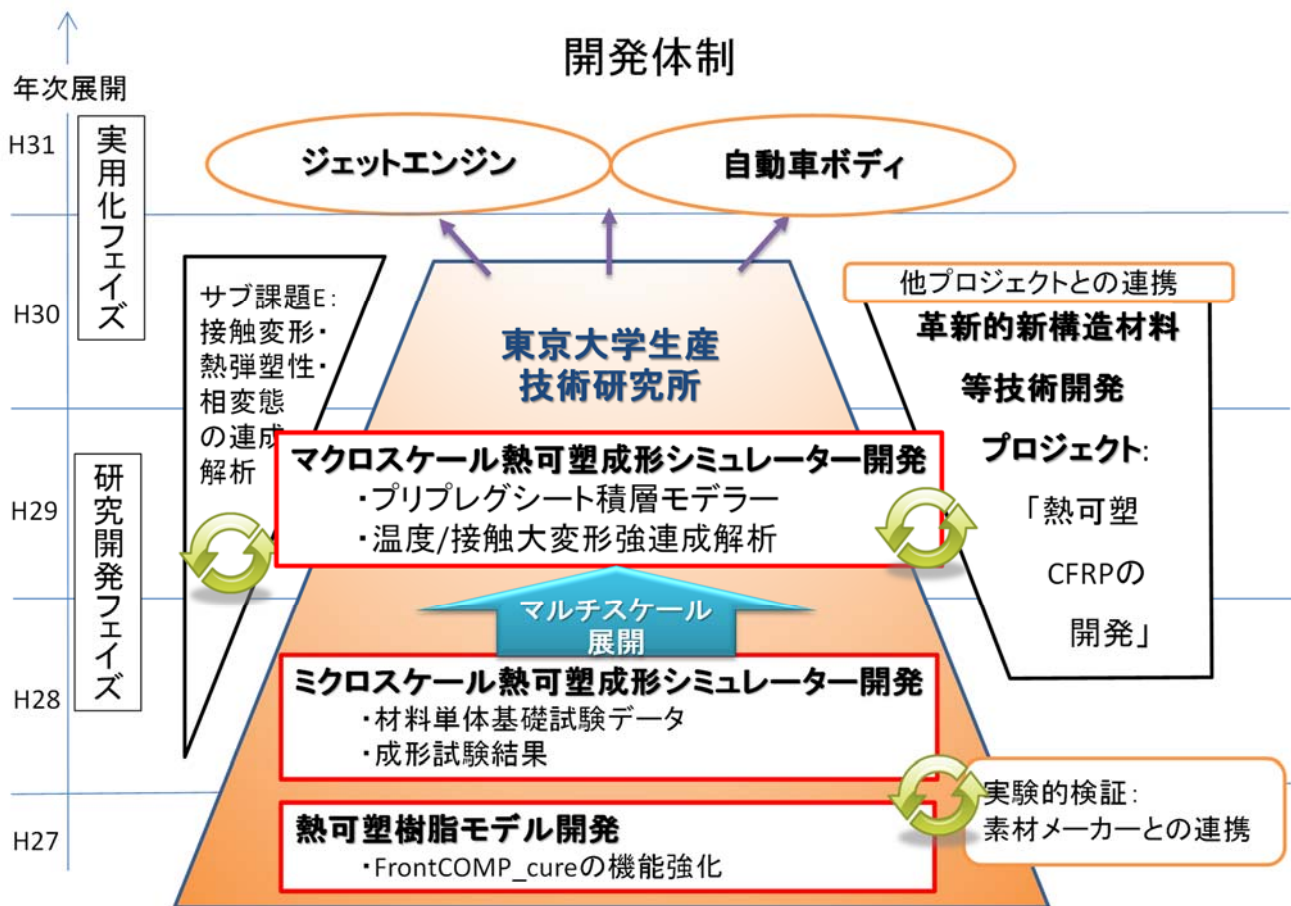 開発体制
年次展開
H31
H30
H29
H28
H27
実用化フェイズ
研究開発フェイズ
ジェットエンジン
自動車ボディ
サブ課題E:
接触変形・
熱弾塑性・
相変態
の連成
解析
東京大学生産
技術研究所
他プロジェクトとの連携
革新的新構造材料
等技術開発
プロジェクト:
「熱可塑
CFRPの
開発」
マクロスケール熱可塑成形シミュレーター開発
・プリプレグシート積層モデラー
・温度/接触大変形強連成解析
マルチスケール
展開
ミクロスケール熱可塑成形シミュレーター開発
・材料単体基礎試験データ
・成形試験結果
実験的検証:
素材メーカーとの連携
熱可塑樹脂モデル開発
・FrontCOMP_cureの機能強化